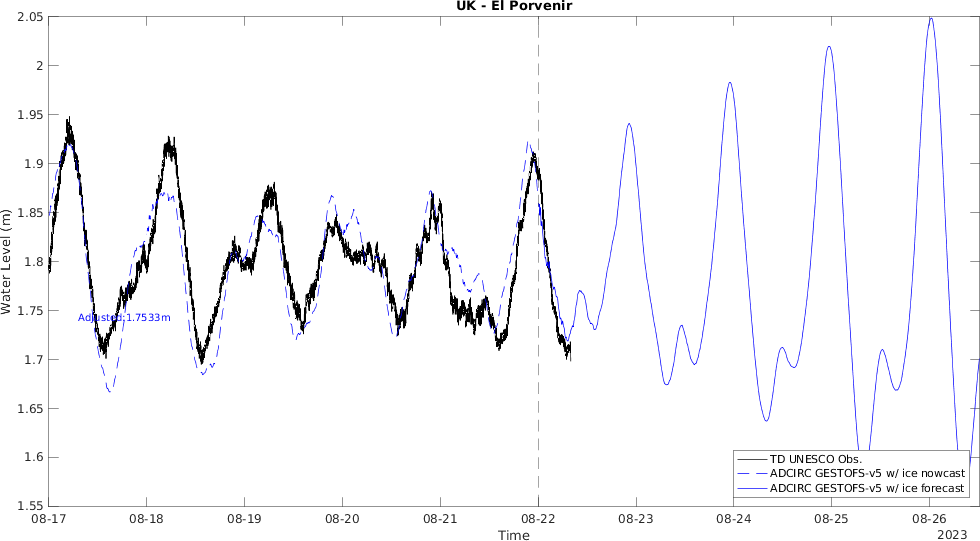 UK - El Porvenir
2.05
2
1.95
1.9
1.85
1.8
1.75
1.7
1.65
1.6
1.55
Water Level (m)
Adjusted:1.7533m
TD UNESCO Obs.
ADCIRC GESTOFS-v5 w/ ice nowcast
ADCIRC GESTOFS-v5 w/ ice forecast
08-17 08-18 08-19 08-20 08-21 08-22 08-23 08-24 08-25 08-26
Time
2023